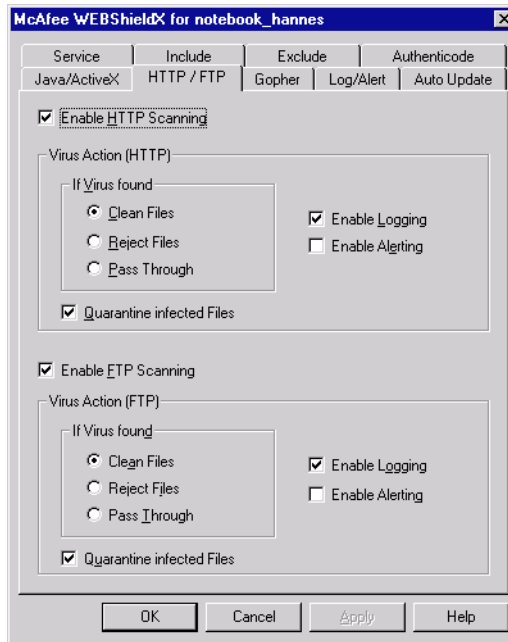 McAfee WEBShieldX for notebook_hannes
Service Include Exclude Authenticode
Java/ActiveX HTTP / FTP Gopher Log/Alert Auto Update
Enable HTTP Scanning
Virus Action (HTTP)
If Virus found
Clean Files
Reject Files
Pass Through
Enable Logging
Enable Alerting
Quarantine infected Files
Enable FTP Scanning
Virus Action (FTP)
If Virus found
Clean Files
Reject Files
Pass Through
Enable Logging
Enable Alerting
Quarantine infected Files
OK Cancel Apply Help